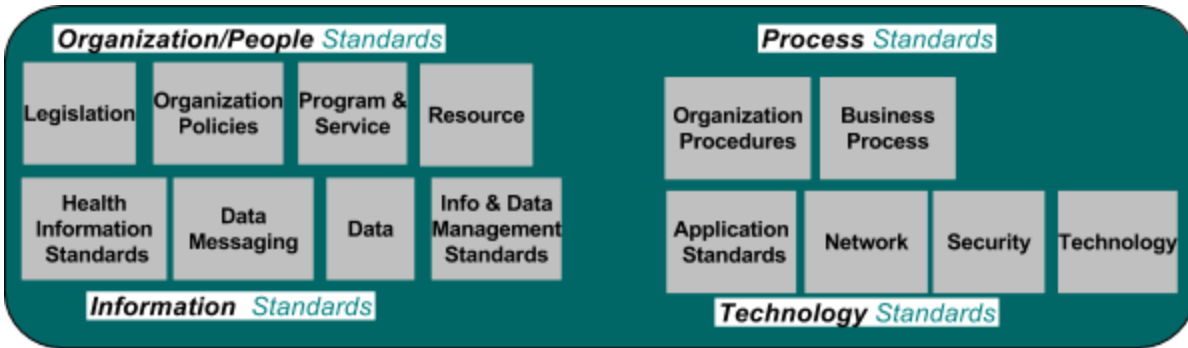 Organization/People Standards
Legislation
Organization
Policies
Program &
Service
Resource
Health
Information
Standards
Data
Messaging
Data
Info & Data
Management
Standards
Information Standards
Process Standards
Organization
Procedures
Business
Process
Application
Standards
Network
Security
Technology
Technology Standards